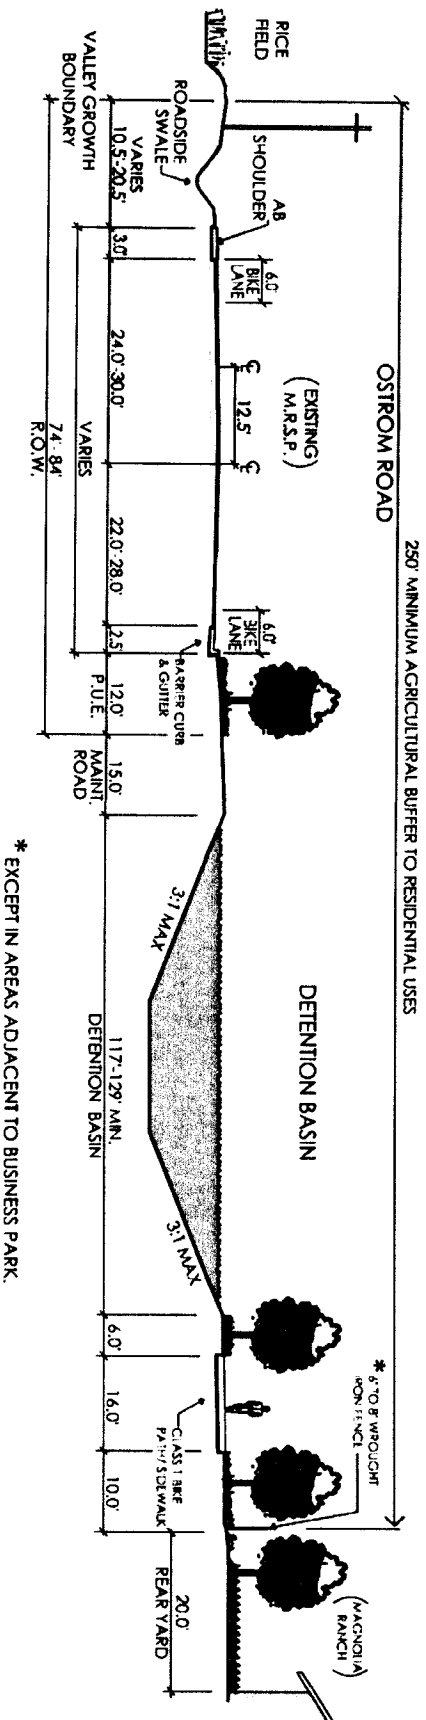 250' MINIMUM AGRICULTURAL BUFFER TO RESIDENTIAL USES
OSTROM ROAD
DETENTION BASIN
RICE
FIELD
ROADSIDE
SWALE
AB
SHOULDER
6.0'
BIKE
LANE
(EXISTING
M.R.S.P.)
℄
12.5'
℄
6.0'
BIKE
LANE
BARRIER CURB
& GUTTER
3:1 MAX
3:1 MAX
* 6' TO 8' WROUGHT
IRON FENCE
CLASS 1 BIKE
PATH/SIDEWALK
(MAGNOLIA
RANCH)
VARIES
10.5'-20.5'
3.0'
24.0'-30.0'
22.0'-28.0'
2.5'
12.0'
P.U.E.
15.0'
MAINT.
ROAD
117'-129' MIN.
DETENTION BASIN
6.0'
16.0'
10.0'
20.0'
REAR YARD
VARIES
74'-84'
R.O.W.
VALLEY GROWTH
BOUNDARY
* EXCEPT IN AREAS ADJACENT TO BUSINESS PARK.